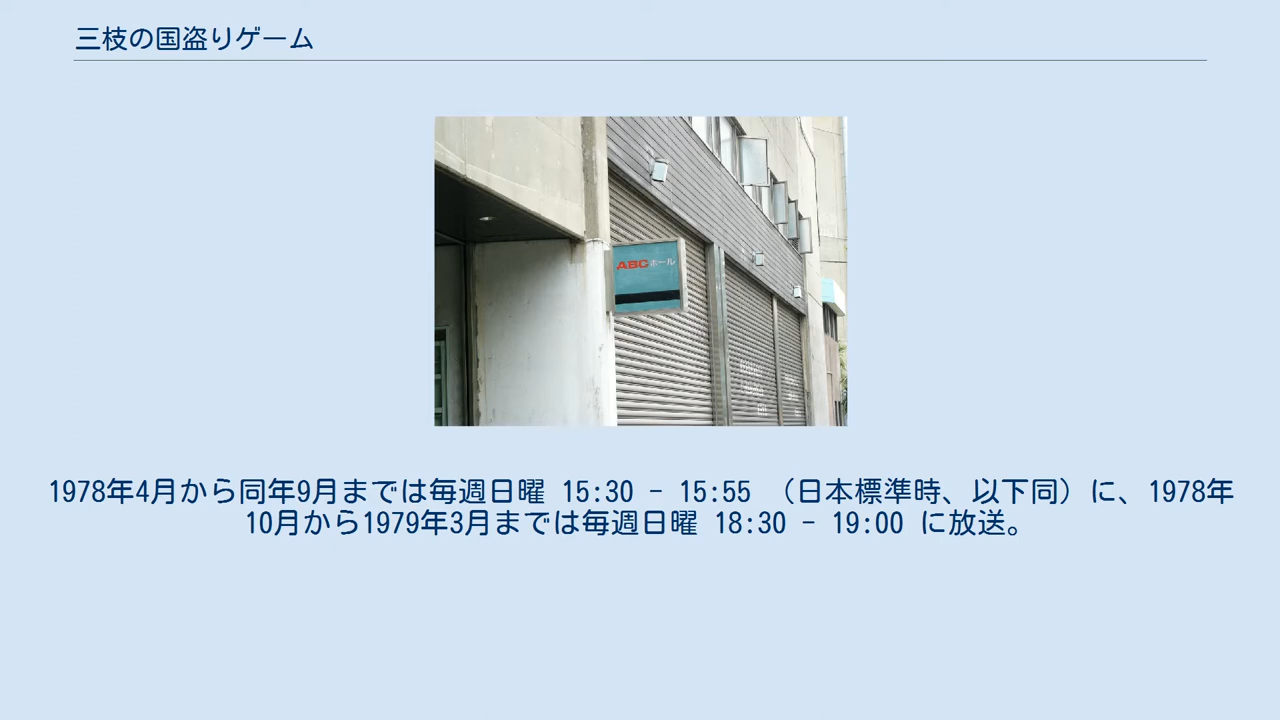 三枝の国盗りゲーム
ABCホール
1978年4月から同年9月までは毎週日曜 15:30 - 15:55 （日本標準時、以下同）に、1978年
10月から1979年3月までは毎週日曜 18:30 - 19:00 に放送。